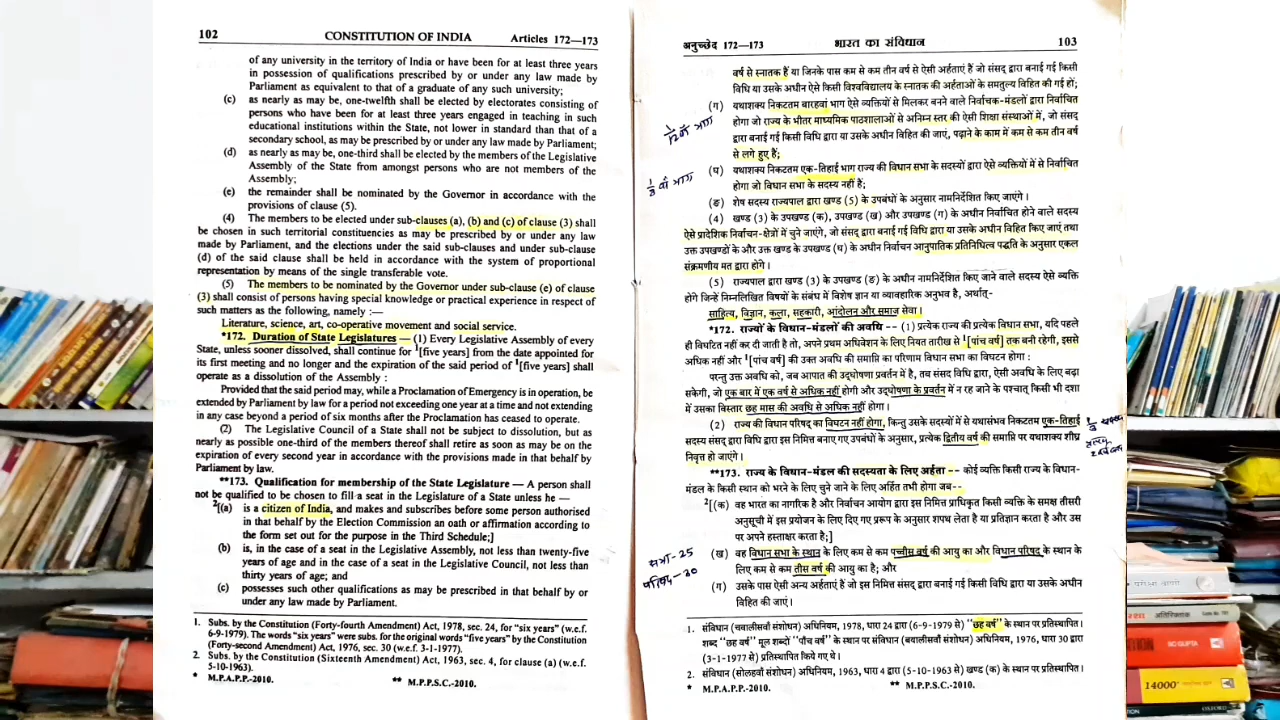 102 CONSTITUTION OF INDIA Articles 172—173
of any university in the territory of India or have been for at least three years
in possession of qualifications prescribed by or under any law made by
Parliament as equivalent to that of a graduate of any such university;
(c) as nearly as may be, one-twelfth shall be elected by electorates consisting of
persons who have been for at least three years engaged in teaching in such
educational institutions within the State, not lower in standard than that of a
secondary school, as may be prescribed by or under any law made by Parliament;
(d) as nearly as may be, one-third shall be elected by the members of the Legislative
Assembly of the State from amongst persons who are not members of the
Assembly;
(e) the remainder shall be nominated by the Governor in accordance with the
provisions of clause (5).
(4) The members to be elected under sub-clauses (a), (b) and (c) of clause (3) shall
be chosen in such territorial constituencies as may be prescribed by or under any law
made by Parliament, and the elections under the said sub-clauses and under sub-clause
(d) of the said clause shall be held in accordance with the system of proportional
representation by means of the single transferable vote.
(5) The members to be nominated by the Governor under sub-clause (e) of clause
(3) shall consist of persons having special knowledge or practical experience in respect of
such matters as the following, namely :—
Literature, science, art, co-operative movement and social service.
*172. Duration of State Legislatures — (1) Every Legislative Assembly of every
State, unless sooner dissolved, shall continue for 1[five years] from the date appointed for
its first meeting and no longer and the expiration of the said period of 1[five years] shall
operate as a dissolution of the Assembly :
Provided that the said period may, while a Proclamation of Emergency is in operation, be
extended by Parliament by law for a period not exceeding one year at a time and not extending
in any case beyond a period of six months after the Proclamation has ceased to operate.
(2) The Legislative Council of a State shall not be subject to dissolution, but as
nearly as possible one-third of the members thereof shall retire as soon as may be on the
expiration of every second year in accordance with the provisions made in that behalf by
Parliament by law.
**173. Qualification for membership of the State Legislature — A person shall
not be qualified to be chosen to fill a seat in the Legislature of a State unless he —
2[(a) is a citizen of India, and makes and subscribes before some person authorised
in that behalf by the Election Commission an oath or affirmation according to
the form set out for the purpose in the Third Schedule;]
(b) is, in the case of a seat in the Legislative Assembly, not less than twenty-five
years of age and in the case of a seat in the Legislative Council, not less than
thirty years of age; and
(c) possesses such other qualifications as may be prescribed in that behalf by or
under any law made by Parliament.
1. Subs. by the Constitution (Forty-fourth Amendment) Act, 1978, sec. 24, for "six years" (w.e.f.
6-9-1979). The words "six years" were subs. for the original words "five years" by the Constitution
(Forty-second Amendment) Act, 1976, sec. 30 (w.e.f. 3-1-1977).
2. Subs. by the Constitution (Sixteenth Amendment) Act, 1963, sec. 4, for clause (a) (w.e.f.
5-10-1963).
* M.P.A.P.P.-2010. ** M.P.P.S.C.-2010.
अनुच्छेद 172—173 भारत का संविधान 103
वर्ष से स्नातक हैं या जिनके पास कम से कम तीन वर्ष से ऐसी अर्हताएं हैं जो संसद् द्वारा बनाई गई किसी
विधि या उसके अधीन ऐसे किसी विश्वविद्यालय के स्नातक की अर्हताओं के समतुल्य विहित की गई हों;
(ग) यथाशक्य निकटतम बारहवां भाग ऐसे व्यक्तियों से मिलकर बनने वाले निर्वाचक-मंडलों द्वारा निर्वाचित
होगा जो राज्य के भीतर माध्यमिक पाठशालाओं से अनिम्न स्तर की ऐसी शिक्षा संस्थाओं में, जो संसद्
द्वारा बनाई गई किसी विधि द्वारा या उसके अधीन विहित की जाएं, पढ़ाने के काम में कम से कम तीन वर्ष
से लगे हुए हैं;
1/12वाँ भाग
(घ) यथाशक्य निकटतम एक-तिहाई भाग राज्य की विधान सभा के सदस्यों द्वारा ऐसे व्यक्तियों में से निर्वाचित
होगा जो विधान सभा के सदस्य नहीं हैं;
1/3 वाँ भाग
(ङ) शेष सदस्य राज्यपाल द्वारा खण्ड (5) के उपबंधों के अनुसार नामनिर्देशित किए जाएंगे।
(4) खण्ड (3) के उपखण्ड (क), उपखण्ड (ख) और उपखण्ड (ग) के अधीन निर्वाचित होने वाले सदस्य
ऐसे प्रादेशिक निर्वाचन-क्षेत्रों में चुने जाएंगे, जो संसद् द्वारा बनाई गई विधि द्वारा या उसके अधीन विहित किए जाएं तथा
उक्त उपखण्डों के और उक्त खण्ड के उपखण्ड (घ) के अधीन निर्वाचन आनुपातिक प्रतिनिधित्व पद्धति के अनुसार एकल
संक्रमणीय मत द्वारा होंगे।
(5) राज्यपाल द्वारा खण्ड (3) के उपखण्ड (ङ) के अधीन नामनिर्देशित किए जाने वाले सदस्य ऐसे व्यक्ति
होंगे जिन्हें निम्नलिखित विषयों के संबंध में विशेष ज्ञान या व्यावहारिक अनुभव है, अर्थात्-
साहित्य, विज्ञान, कला, सहकारी, आंदोलन और समाज सेवा।
*172. राज्यों के विधान-मंडलों की अवधि -- (1) प्रत्येक राज्य की प्रत्येक विधान सभा, यदि पहले
ही विघटित नहीं कर दी जाती है तो, अपने प्रथम अधिवेशन के लिए नियत तारीख से 1[पांच वर्ष] तक बनी रहेगी, इससे
अधिक नहीं और 1[पांच वर्ष] की उक्त अवधि की समाप्ति का परिणाम विधान सभा का विघटन होगा :
परन्तु उक्त अवधि को, जब आपात की उद्घोषणा प्रवर्तन में है, तब संसद् विधि द्वारा, ऐसी अवधि के लिए बढ़ा
सकेगी, जो एक बार में एक वर्ष से अधिक नहीं होगी और उद्घोषणा के प्रवर्तन में न रह जाने के पश्चात् किसी भी दशा
में उसका विस्तार छह मास की अवधि से अधिक नहीं होगा।
(2) राज्य की विधान परिषद् का विघटन नहीं होगा, किन्तु उसके सदस्यों में से यथासंभव निकटतम एक-तिहाई
सदस्य संसद् द्वारा विधि द्वारा इस निमित्त बनाए गए उपबंधों के अनुसार, प्रत्येक द्वितीय वर्ष की समाप्ति पर यथाशक्य शीघ्र
निवृत्त हो जाएंगे।
**173. राज्य के विधान-मंडल की सदस्यता के लिए अर्हता -- कोई व्यक्ति किसी राज्य के विधान-
मंडल के किसी स्थान को भरने के लिए चुने जाने के लिए अर्हित तभी होगा जब--
2[(क) वह भारत का नागरिक है और निर्वाचन आयोग द्वारा इस निमित्त प्राधिकृत किसी व्यक्ति के समक्ष तीसरी
अनुसूची में इस प्रयोजन के लिए दिए गए प्ररूप के अनुसार शपथ लेता है या प्रतिज्ञान करता है और उस
पर अपने हस्ताक्षर करता है;]
(ख) वह विधान सभा के स्थान के लिए कम से कम पच्चीस वर्ष की आयु का और विधान परिषद् के स्थान के
लिए कम से कम तीस वर्ष की आयु का है; और
सभा-25
परिषद-30
(ग) उसके पास ऐसी अन्य अर्हताएं हैं जो इस निमित्त संसद् द्वारा बनाई गई किसी विधि द्वारा या उसके अधीन
विहित की जाएं।
1. संविधान (चवालीसवां संशोधन) अधिनियम, 1978, धारा 24 द्वारा (6-9-1979 से) ''छह वर्ष'' के स्थान पर प्रतिस्थापित।
शब्द ''छह वर्ष'' मूल शब्दों ''पाँच वर्ष'' के स्थान पर संविधान (बयालीसवाँ संशोधन) अधिनियम, 1976, धारा 30 द्वारा
(3-1-1977 से) प्रतिस्थापित किये गए थे।
2. संविधान (सोलहवाँ संशोधन) अधिनियम, 1963, धारा 4 द्वारा (5-10-1963 से) खण्ड (क) के स्थान पर प्रतिस्थापित।
* M.P.A.P.P.-2010. ** M.P.P.S.C.-2010.
SC GUPTA
14000+
OXFORD